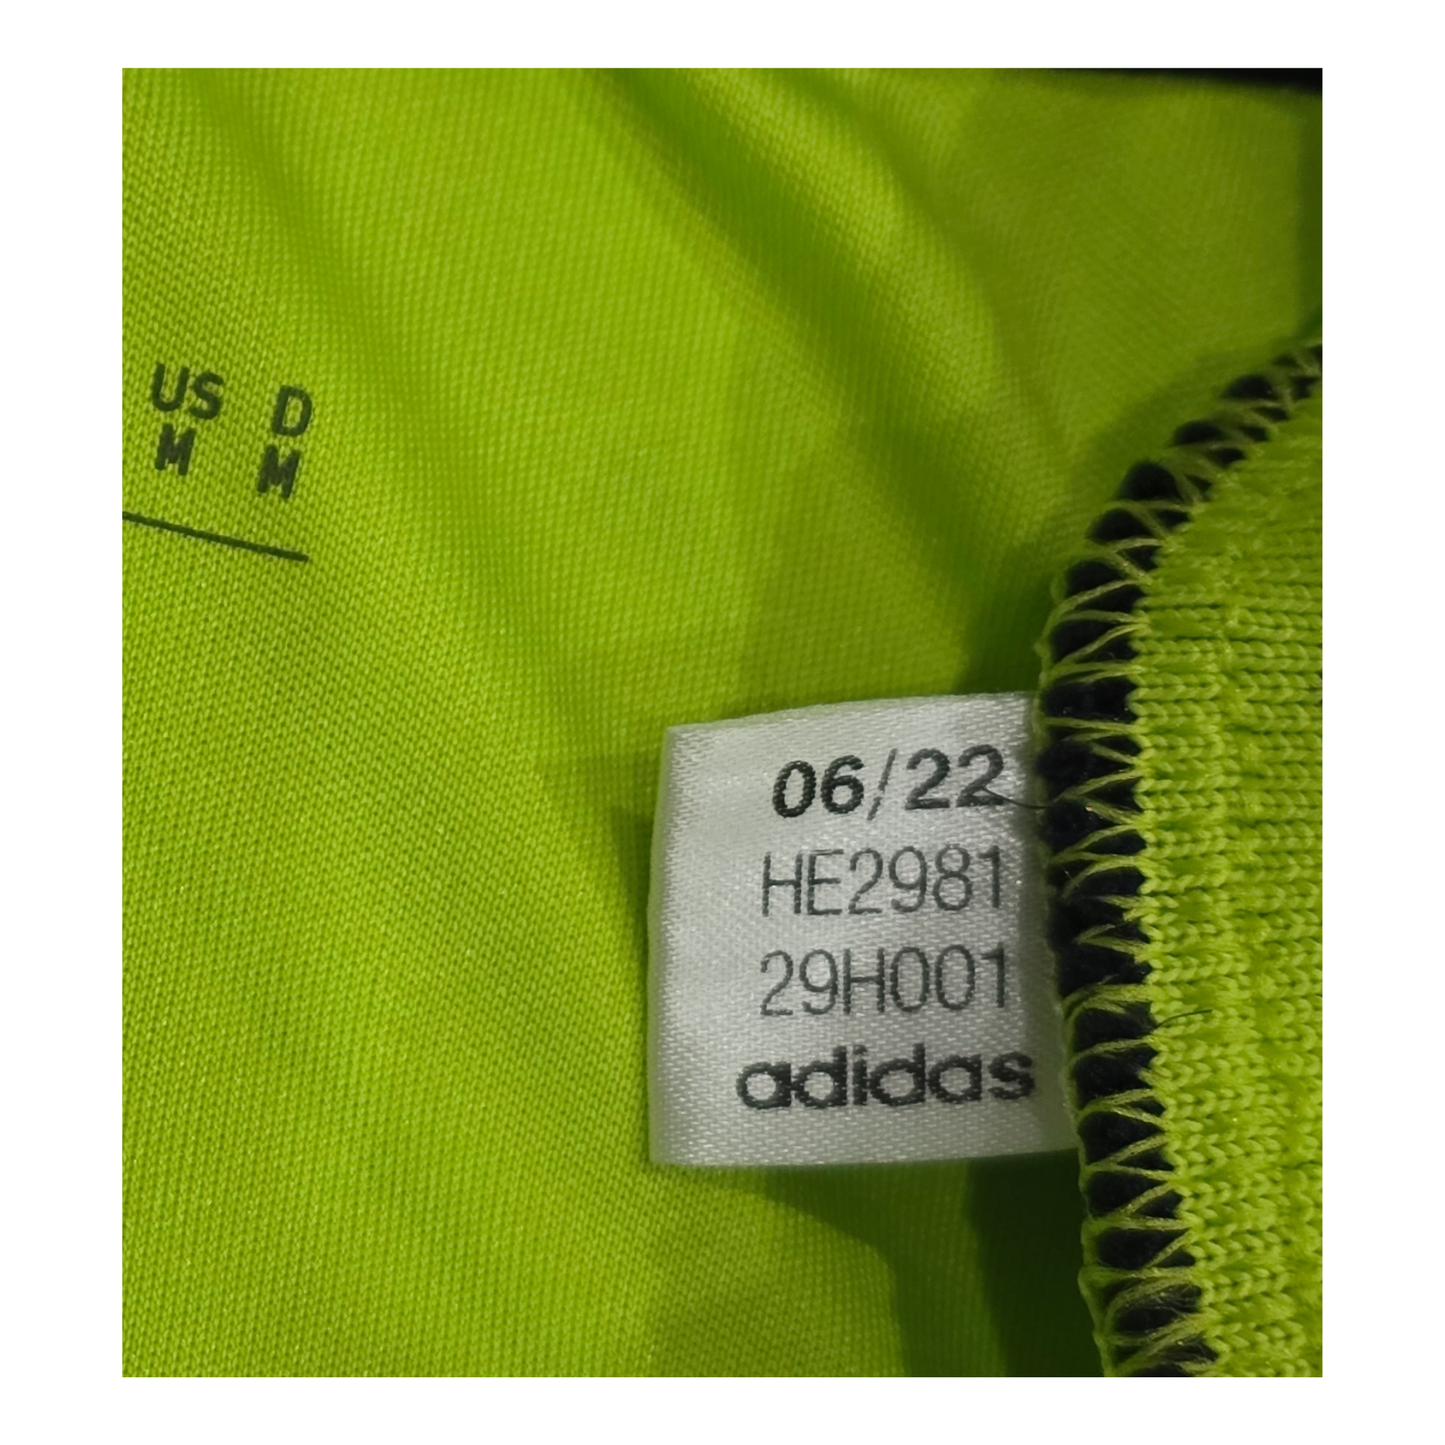 US D
M M
06/22
HE2981
29H001
adidas